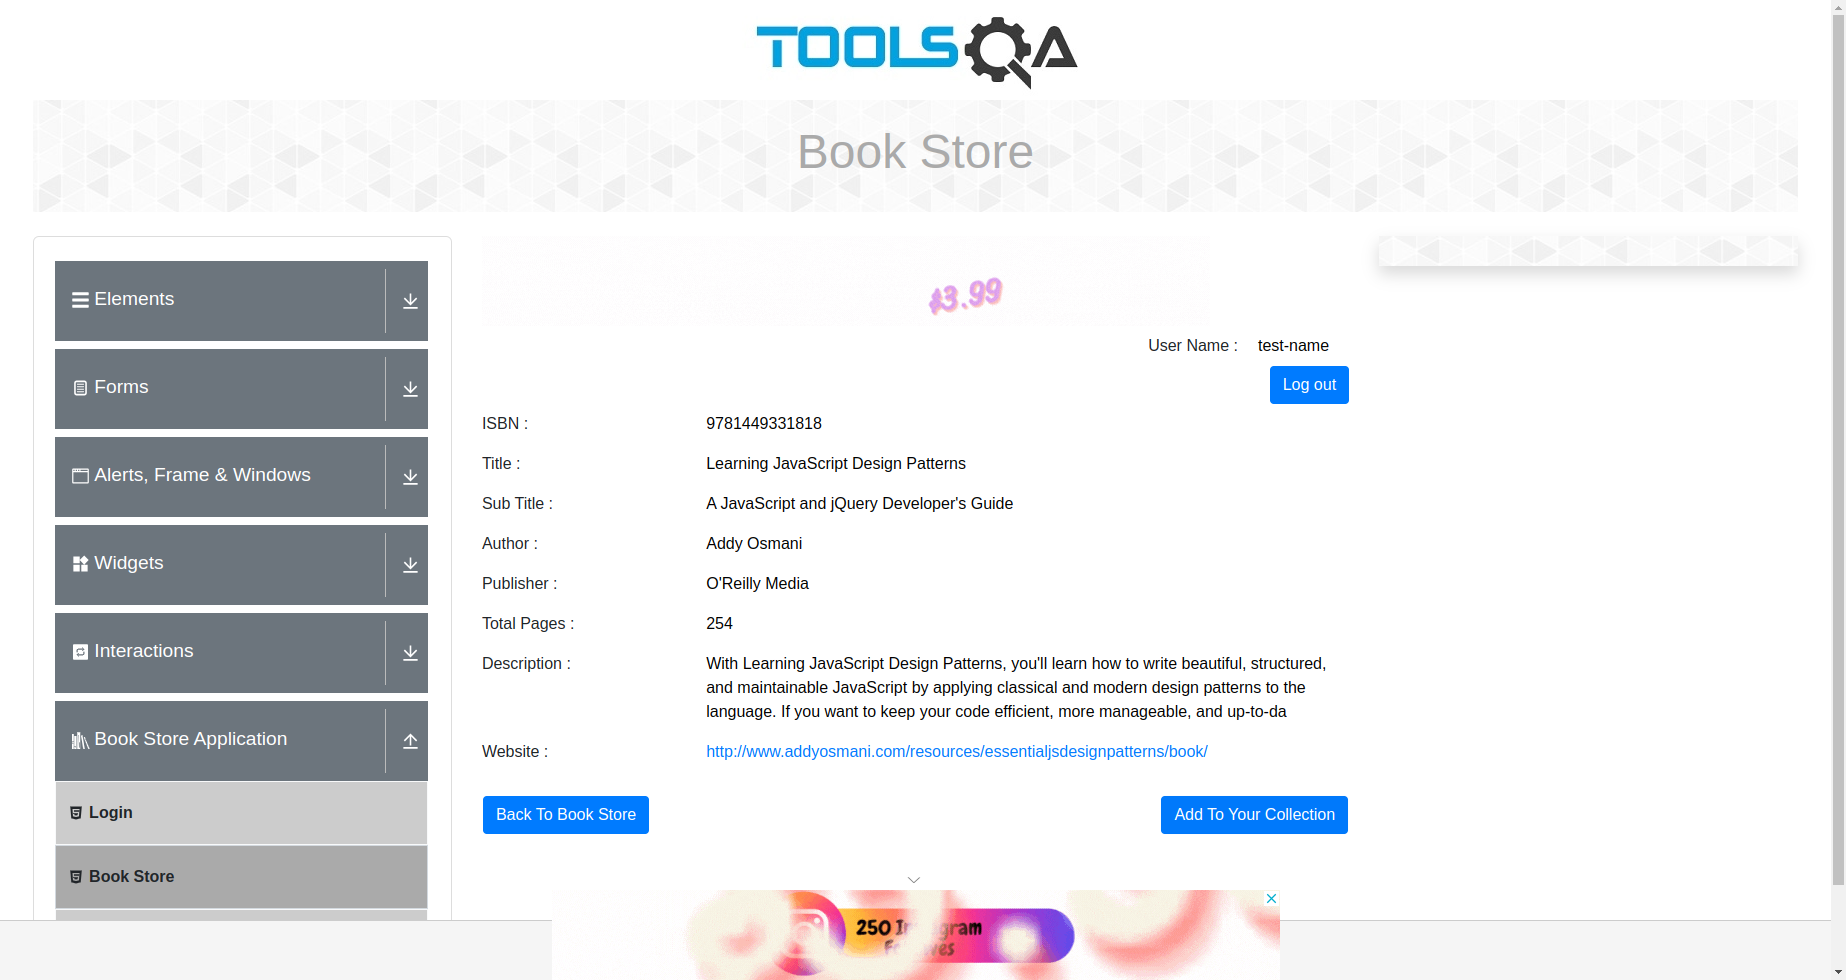 TOOLSQA
Book Store
Elements
Forms
Alerts, Frame & Windows
Widgets
Interactions
Book Store Application
Login
Book Store
$3.99
User Name : test-name
Log out
ISBN : 9781449331818
Title : Learning JavaScript Design Patterns
Sub Title : A JavaScript and jQuery Developer's Guide
Author : Addy Osmani
Publisher : O'Reilly Media
Total Pages : 254
Description : With Learning JavaScript Design Patterns, you'll learn how to write beautiful, structured,
and maintainable JavaScript by applying classical and modern design patterns to the
language. If you want to keep your code efficient, more manageable, and up-to-da
Website : http://www.addyosmani.com/resources/essentialjsdesignpatterns/book/
Back To Book Store Add To Your Collection
250